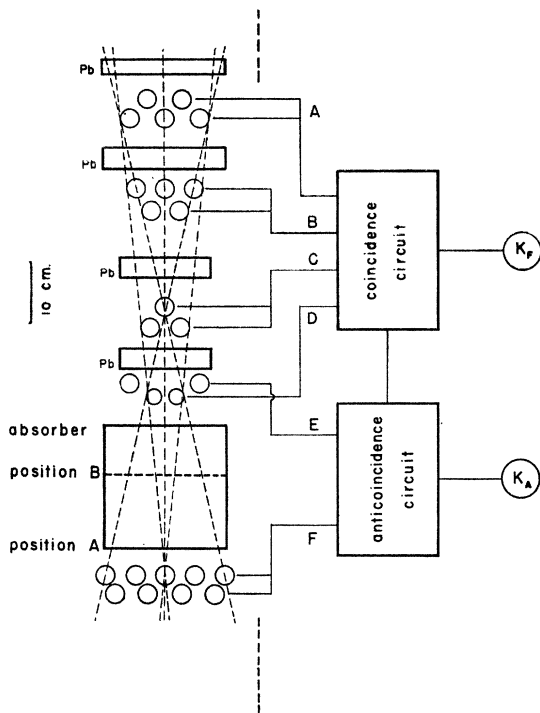 Pb
A
Pb
B
C
Pb
D
Pb
E
F
10 cm.
absorber
position B
position A
coincidence
circuit
K_F
anticoincidence
circuit
K_A